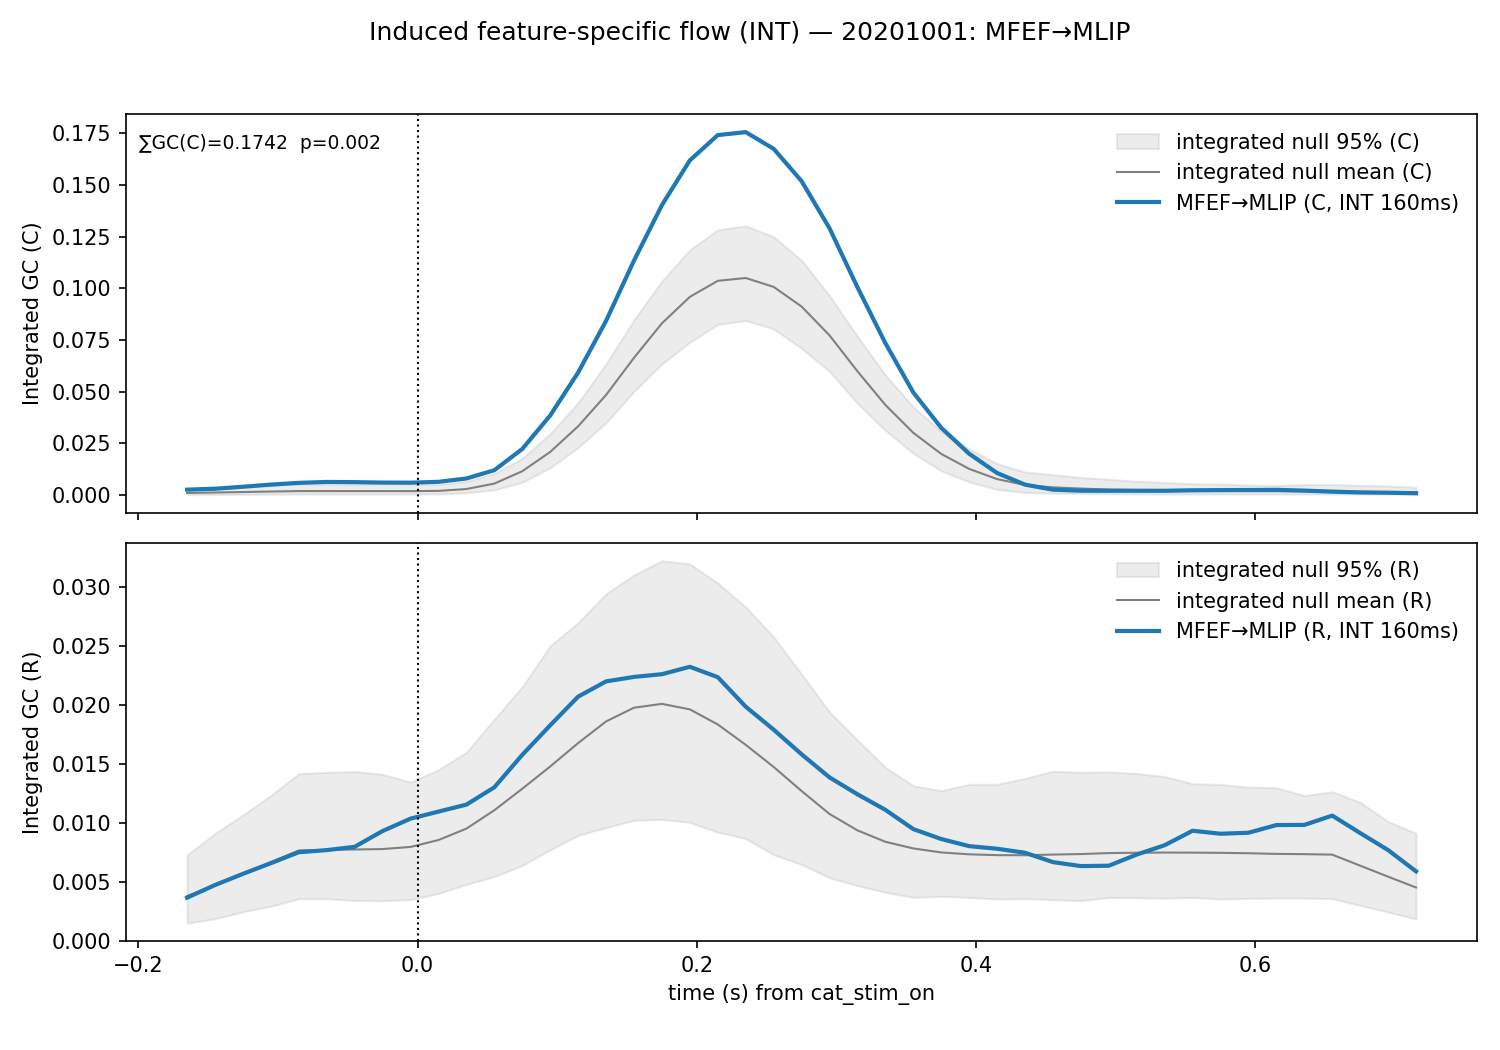 Induced feature-specific flow (INT) — 20201001: MFEF→MLIP
∑GC(C)=0.1742  p=0.002
integrated null 95% (C)
integrated null mean (C)
MFEF→MLIP (C, INT 160ms)
Integrated GC (C)
0.175
0.150
0.125
0.100
0.075
0.050
0.025
0.000
integrated null 95% (R)
integrated null mean (R)
MFEF→MLIP (R, INT 160ms)
Integrated GC (R)
0.030
0.025
0.020
0.015
0.010
0.005
0.000
−0.2 0.0 0.2 0.4 0.6
time (s) from cat_stim_on